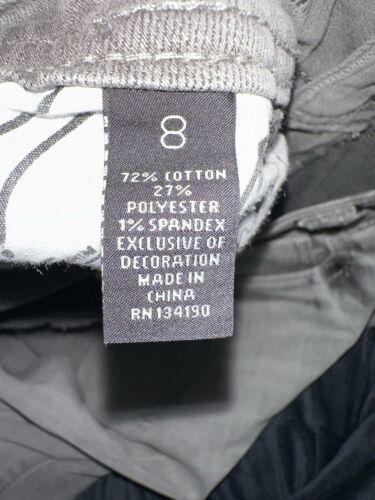 8
72% COTTON
27%
POLYESTER
1% SPANDEX
EXCLUSIVE OF
DECORATION
MADE IN
CHINA
RN 134190